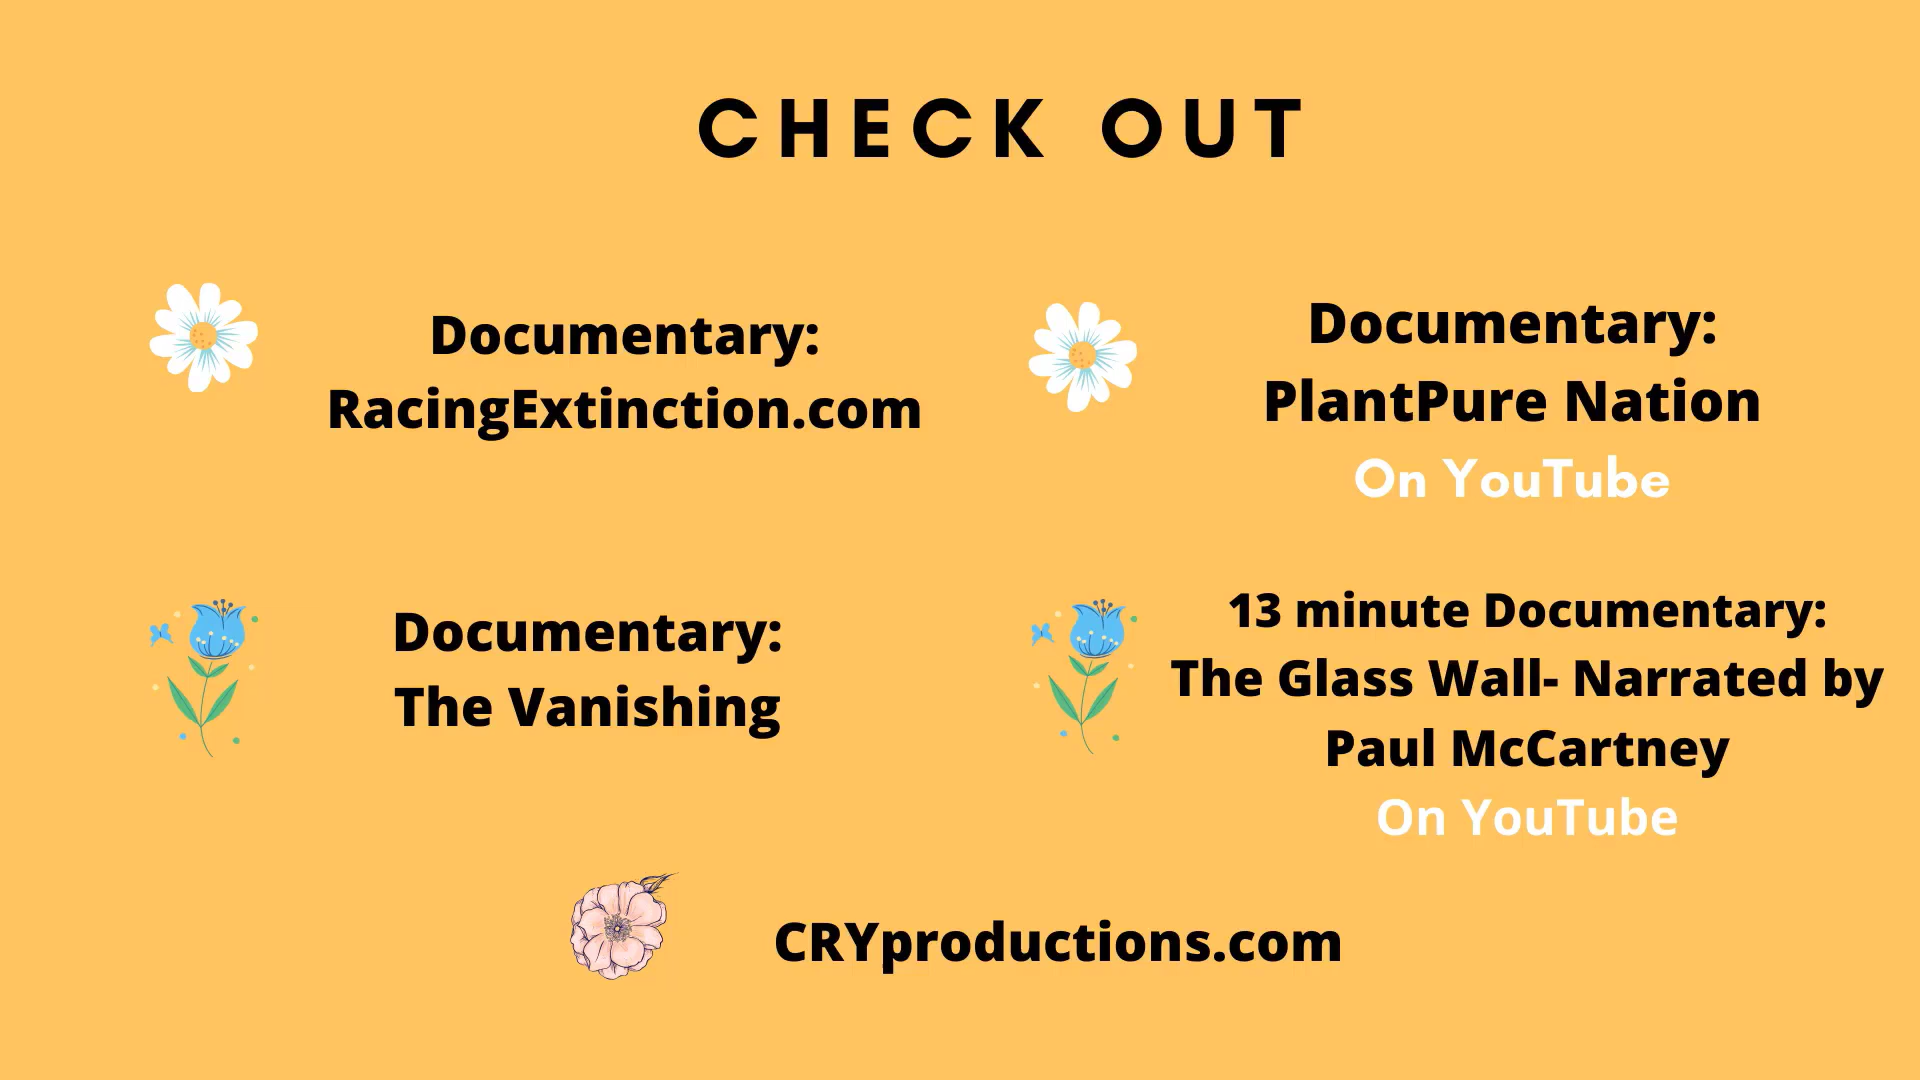 CHECK OUT
Documentary:
RacingExtinction.com
Documentary:
PlantPure Nation
On YouTube
Documentary:
The Vanishing
13 minute Documentary:
The Glass Wall- Narrated by
Paul McCartney
On YouTube
CRYproductions.com